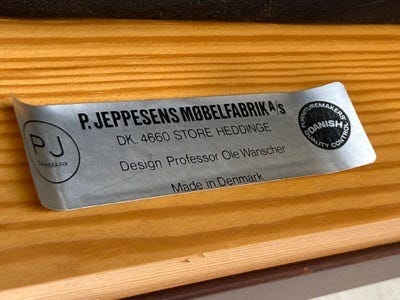 P. JEPPESENS MØBELFABRIK A/S
DK. 4660 STORE HEDDINGE
Design Professor Ole Wanscher
Made in Denmark
PJ
DENMARK
FURNITUREMAKERS'
DANISH
QUALITY CONTROL